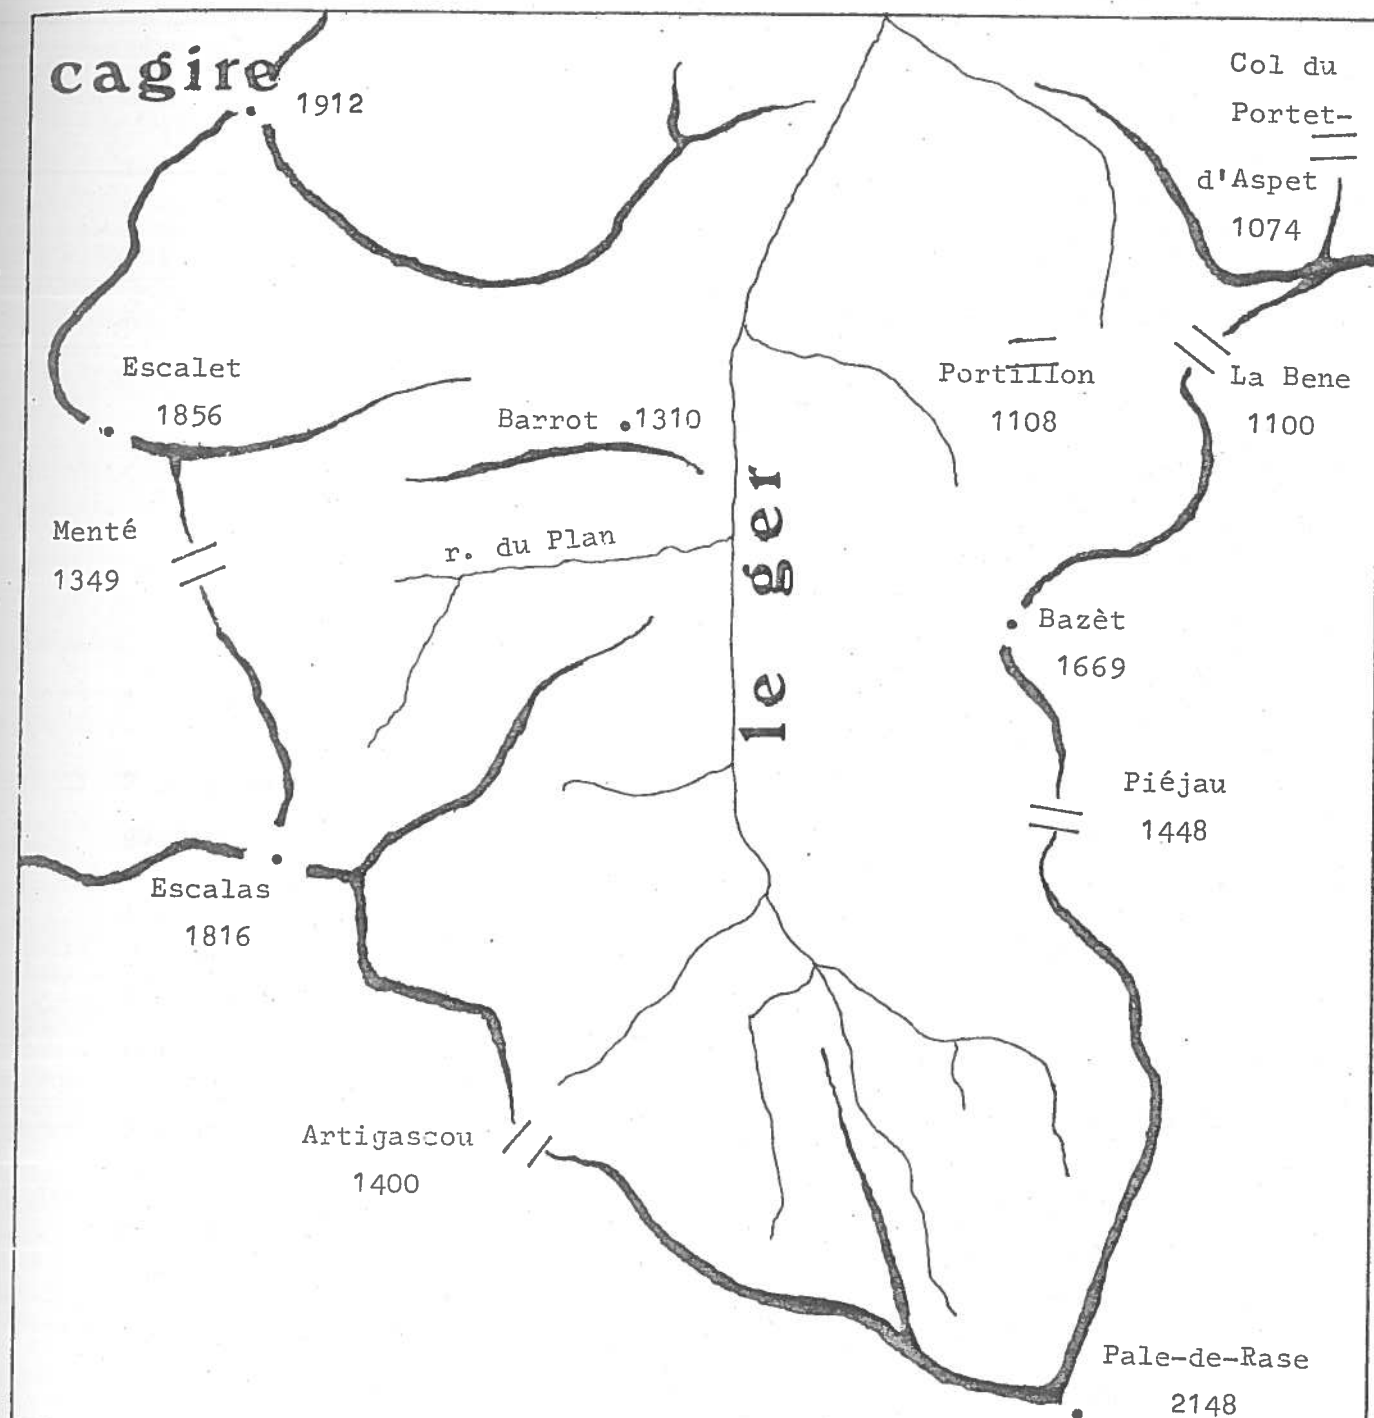 cagire
1912
Col du
Portet-
d'Aspet
1074
Escalet
1856
Barrot 1310
Portillon
1108
La Bene
1100
Menté
1349
r. du Plan
le ger
Bazèt
1669
Piéjau
1448
Escalas
1816
Artigascou
1400
Pale-de-Rase
2148